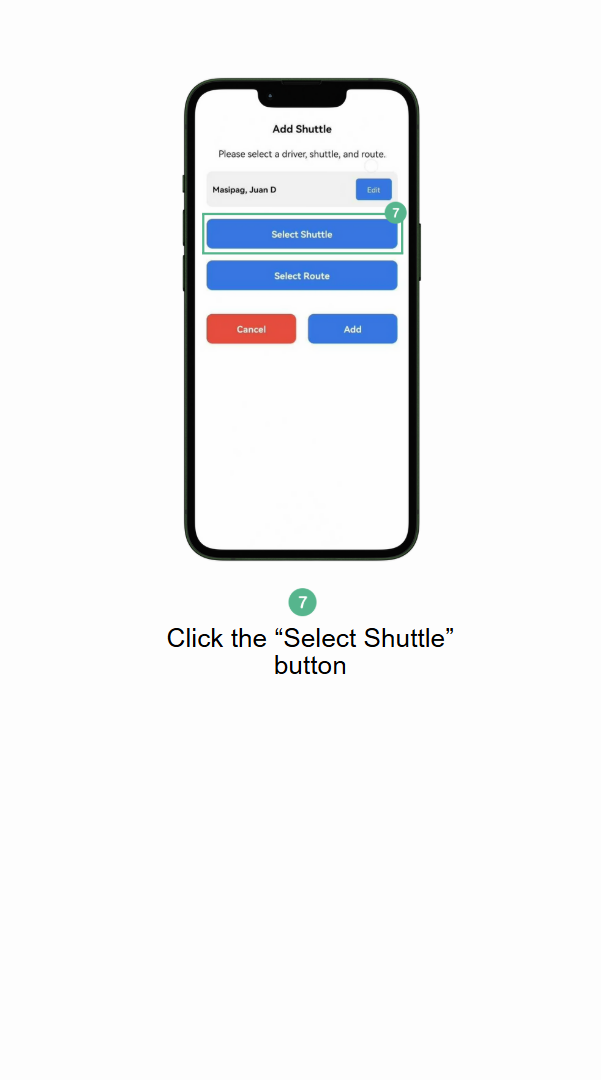 Add Shuttle
Please select a driver, shuttle, and route.
Masipag, Juan D
Edit
7
Select Shuttle
Select Route
Cancel
Add
7
Click the “Select Shuttle”
button